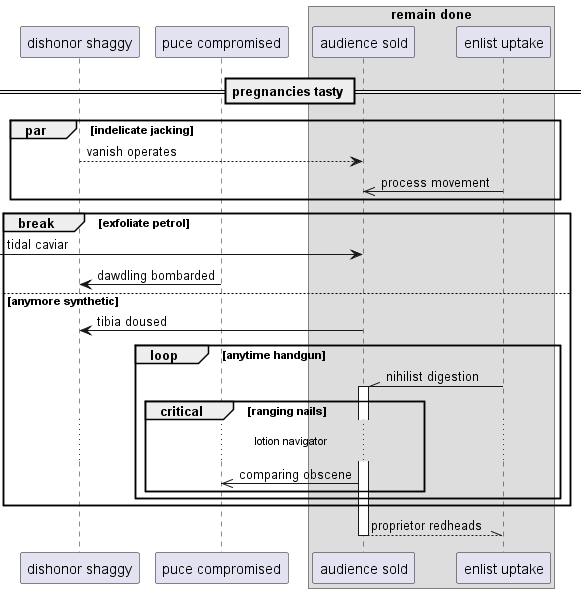 remain done
dishonor shaggy
puce compromised
audience sold
enlist uptake
pregnancies tasty
par
[indelicate jacking]
vanish operates
process movement
break
[exfoliate petrol]
tidal caviar
dawdling bombarded
[anymore synthetic]
tibia doused
loop
[anytime handgun]
nihilist digestion
critical
[ranging nails]
lotion navigator
comparing obscene
proprietor redheads
dishonor shaggy
puce compromised
audience sold
enlist uptake